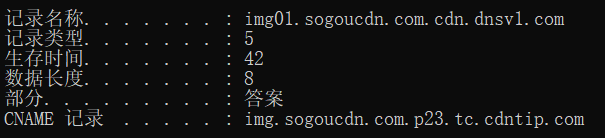 记录名称. . . . . . . : img01.sogoucdn.com.cdn.dnsv1.com
记录类型. . . . . . . : 5
生存时间. . . . . . . : 42
数据长度. . . . . . . : 8
部分. . . . . . . . . : 答案
CNAME 记录 . . . . . : img.sogoucdn.com.p23.tc.cdntip.com